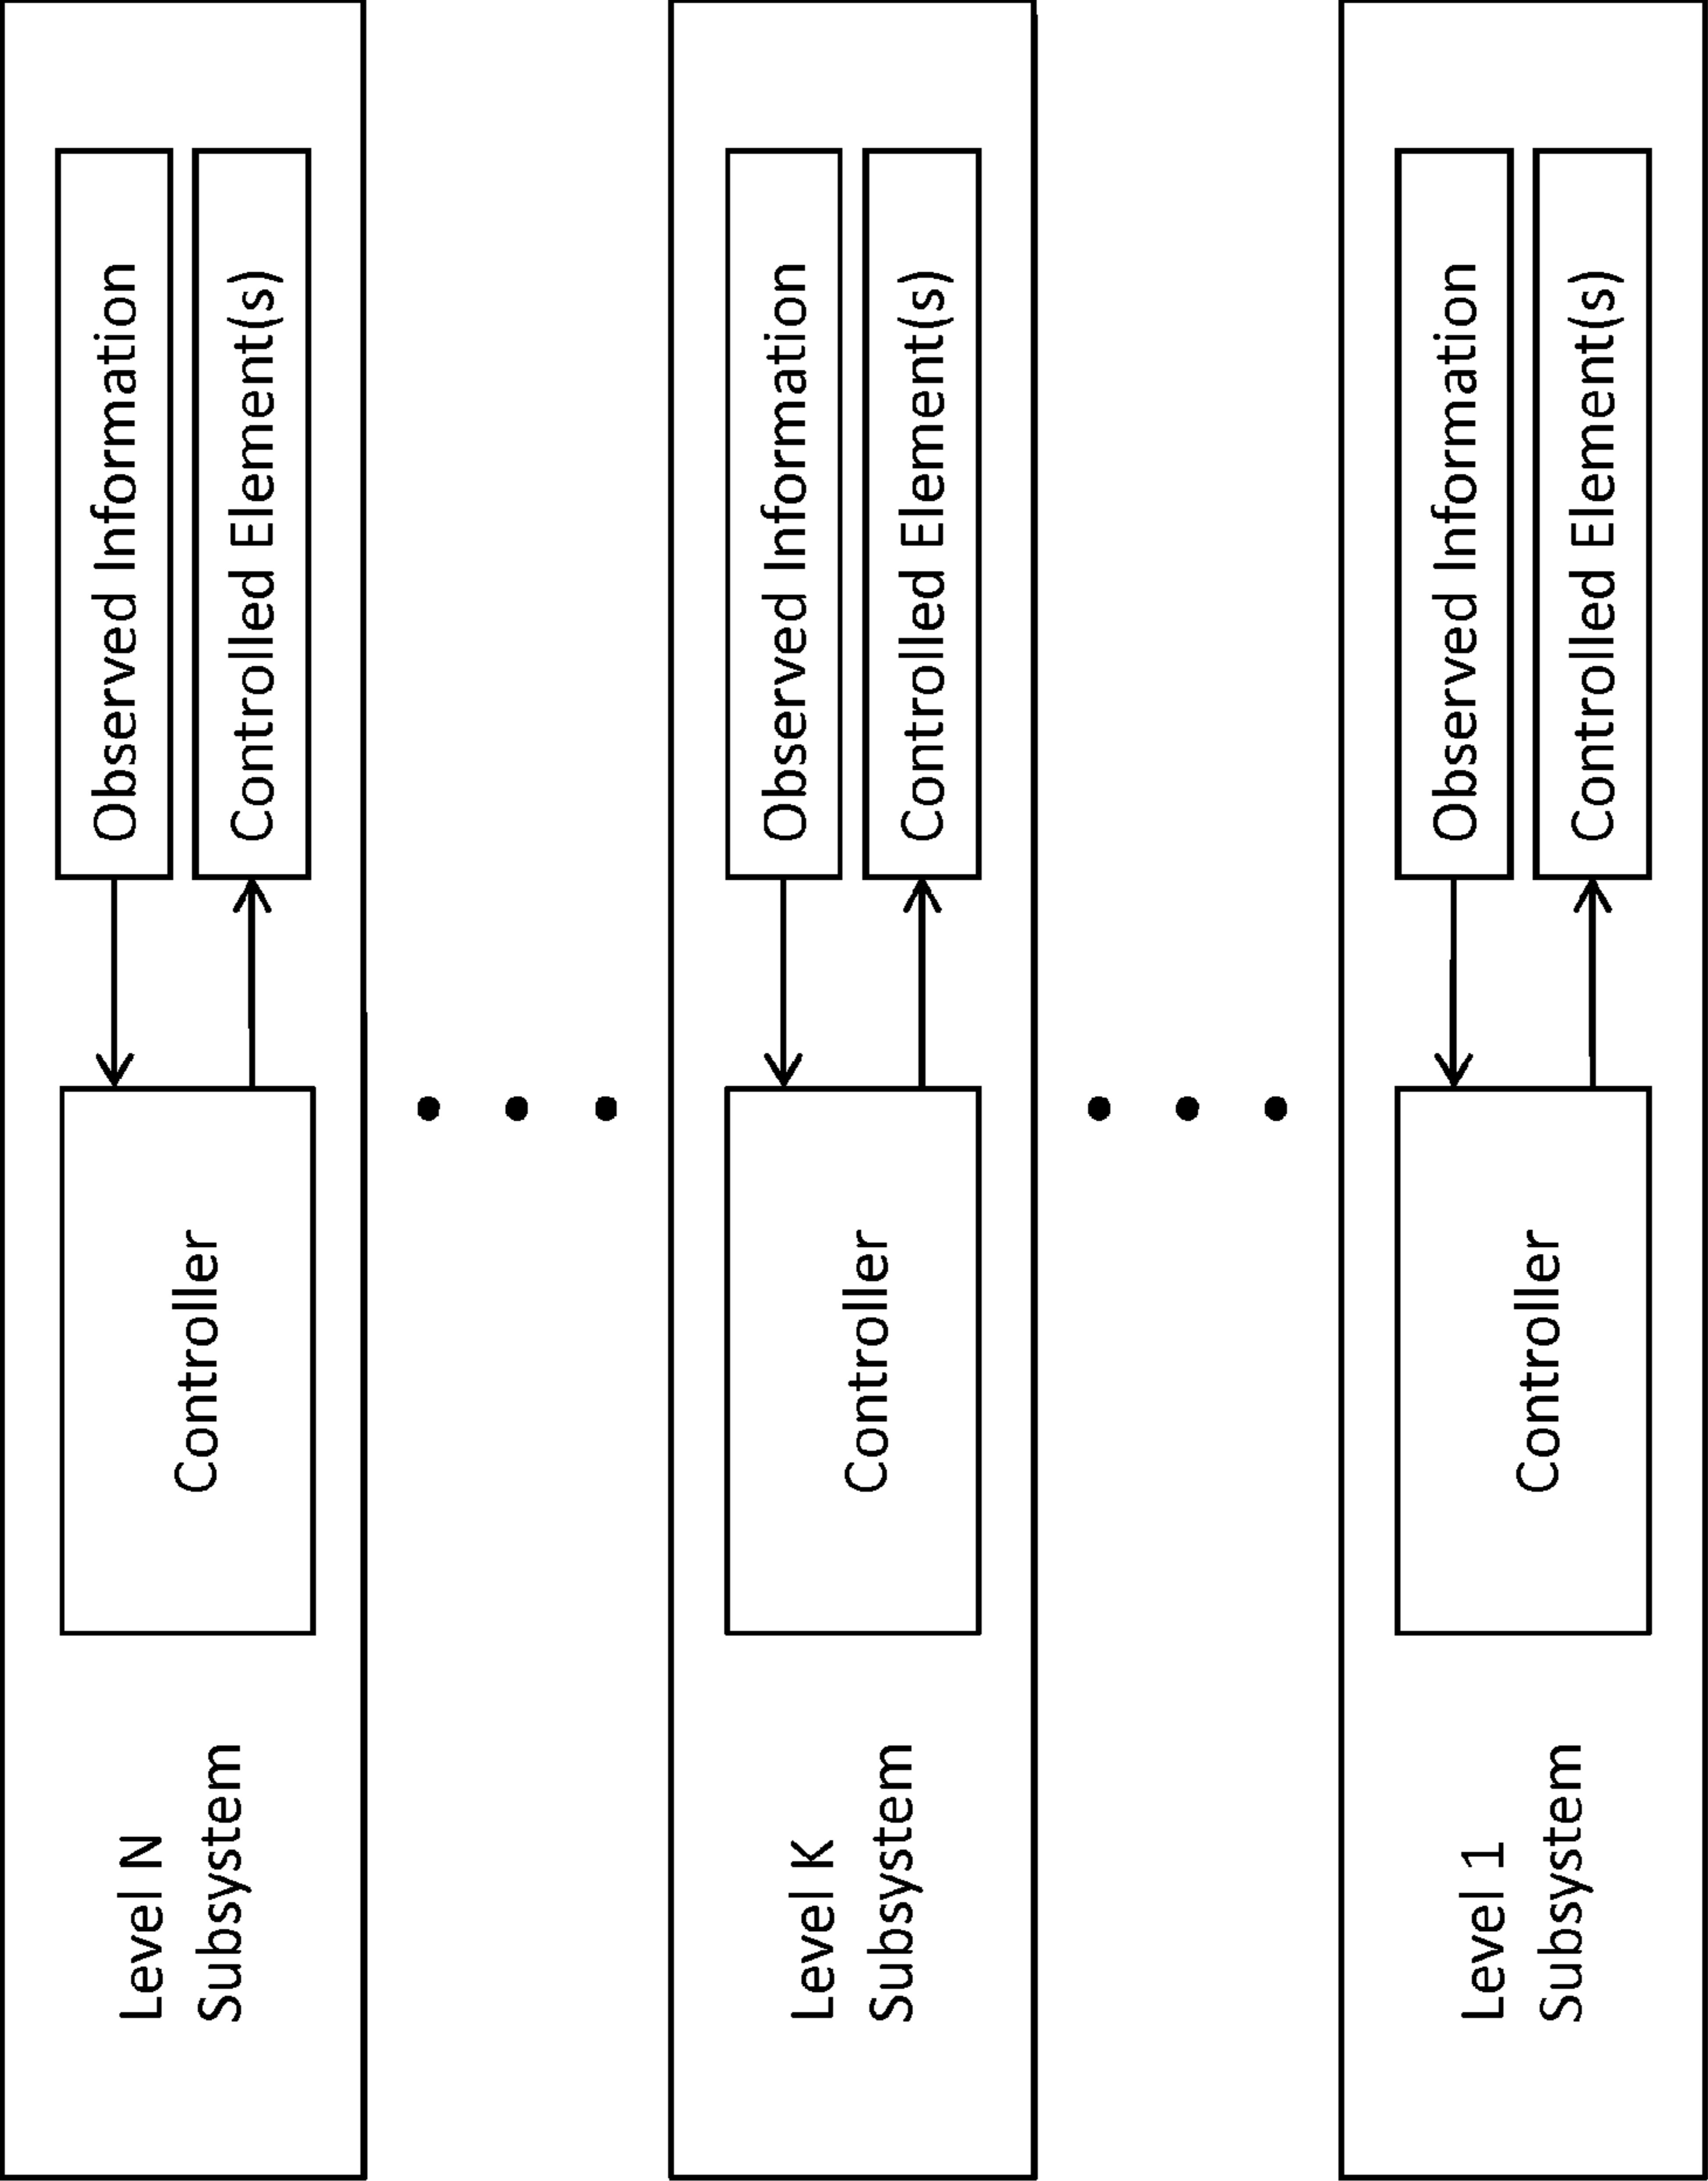 Level N
Subsystem
Controller
Observed Information
Controlled Element(s)
Level K
Subsystem
Controller
Observed Information
Controlled Element(s)
Level 1
Subsystem
Controller
Observed Information
Controlled Element(s)